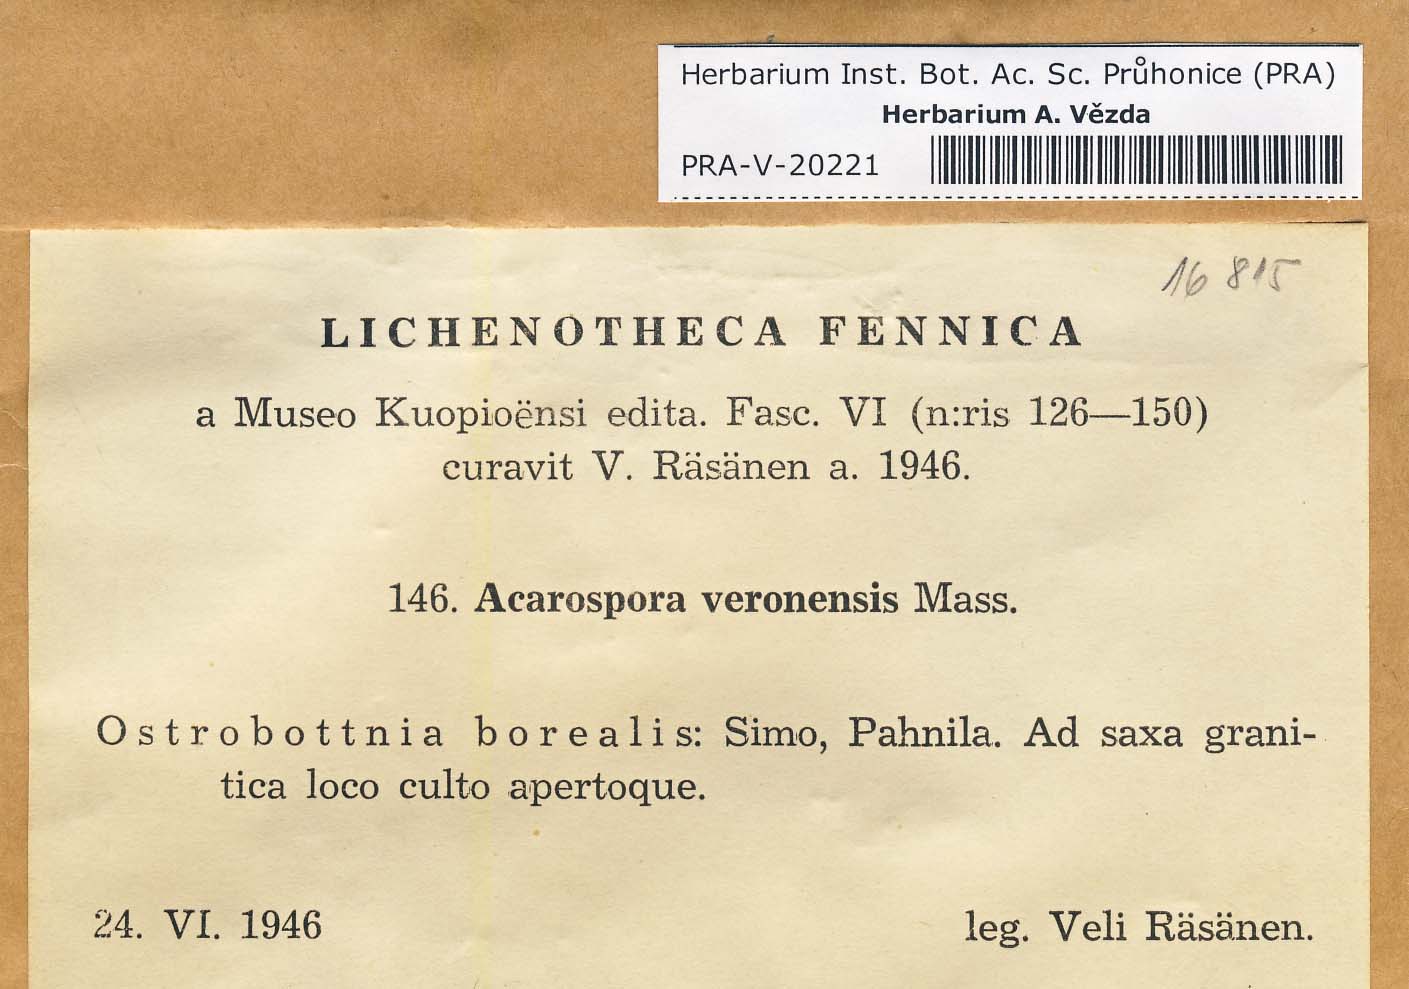 Herbarium Inst. Bot. Ac. Sc. Průhonice (PRA)
Herbarium A. Vězda
PRA-V-20221
16 815
LICHENOTHECA FENNICA
a Museo Kuopioënsi edita. Fasc. VI (n:ris 126—150)
curavit V. Räsänen a. 1946.
146. Acarospora veronensis Mass.
Ostrobottnia borealis: Simo, Pahnila. Ad saxa grani-
tica loco culto apertoque.
24. VI. 1946 leg. Veli Räsänen.